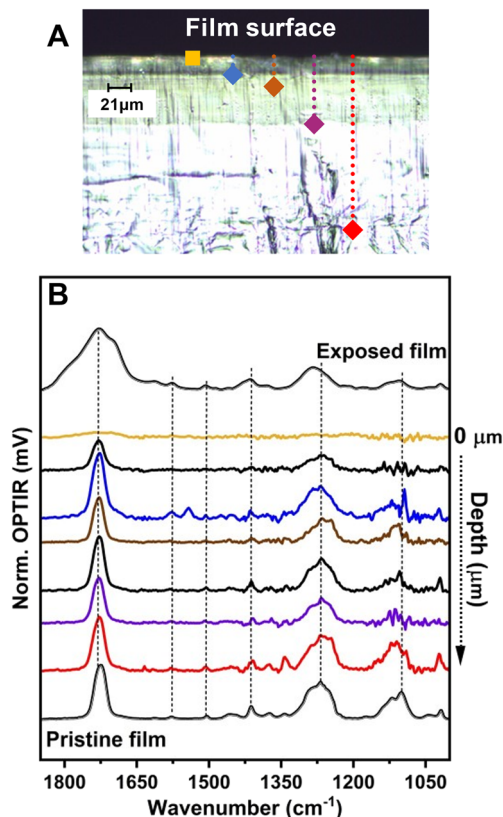 A
Film surface
21μm
B
Exposed film
0 μm
Norm. OPTIR (mV)
Depth (μm)
Pristine film
1800 1650 1500 1350 1200 1050
Wavenumber (cm⁻¹)